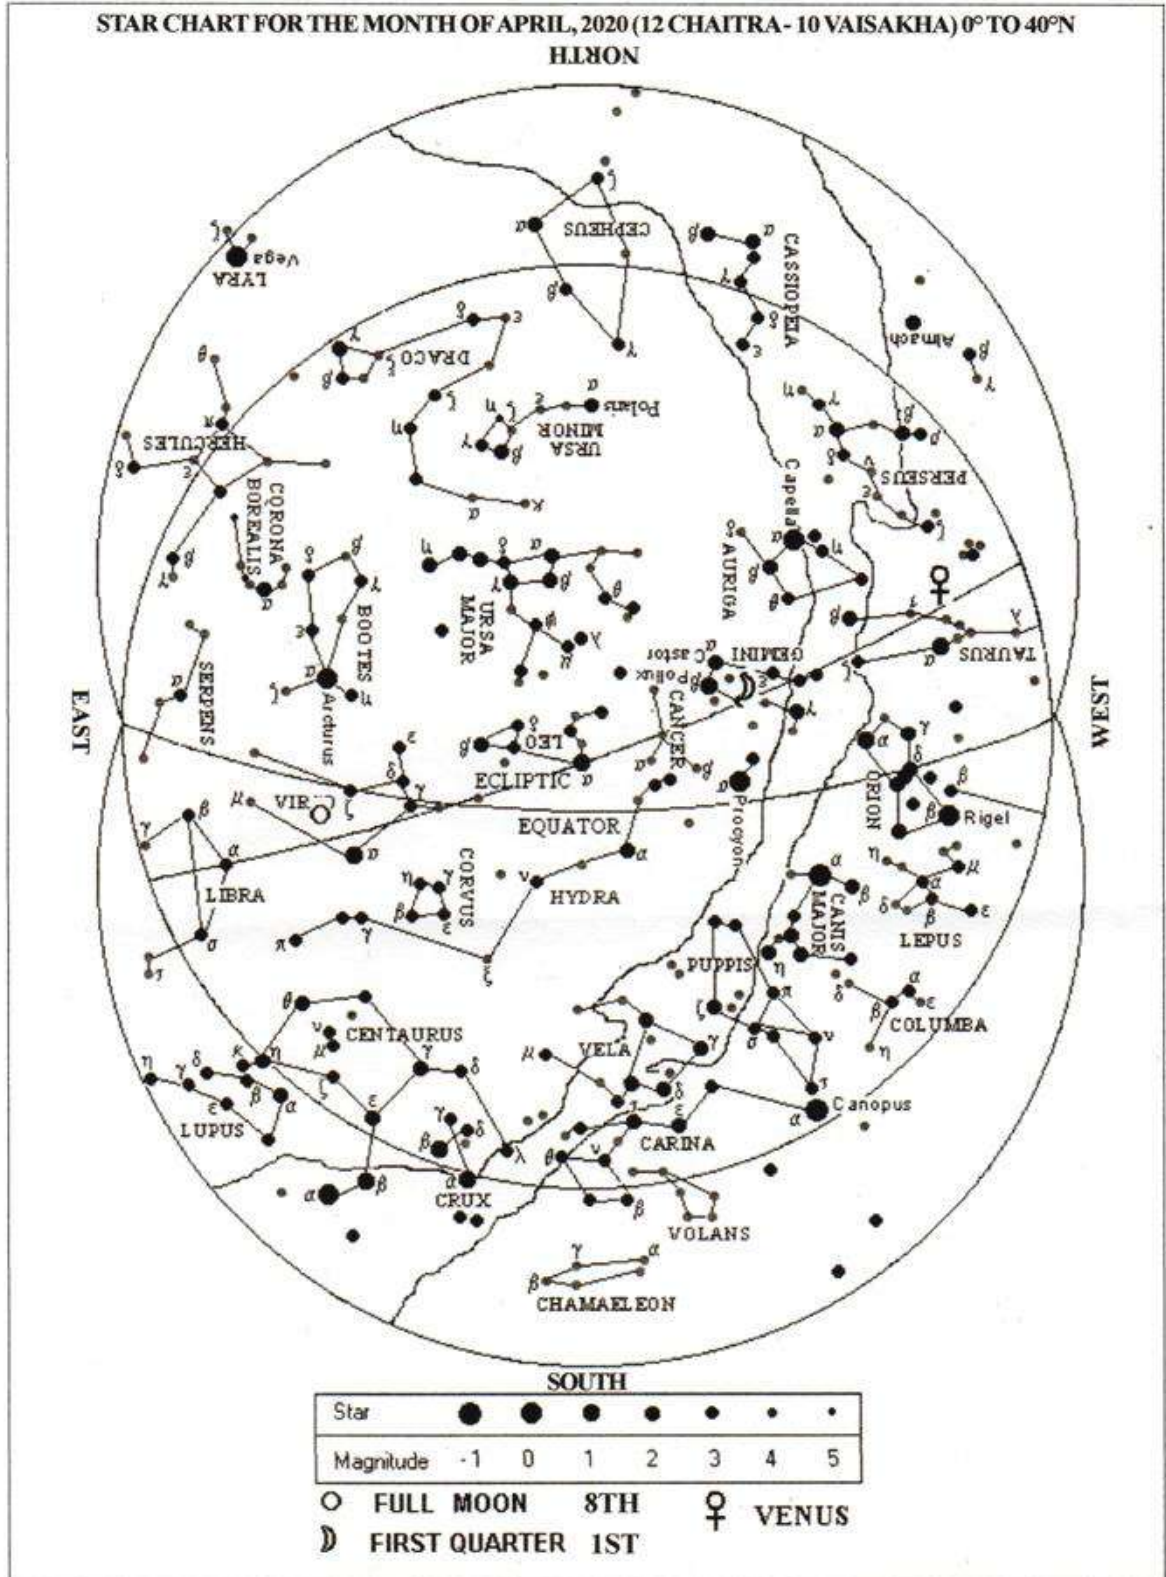 STAR CHART FOR THE MONTH OF APRIL, 2020 (12 CHAITRA - 10 VAISAKHA) 0° TO 40°N
NORTH
ζ
α
CEPHEUS
β
γ
β
α
CASSIOPEIA
γ
δ
ε
ζ
Vega
LYRA
Almach
β
γ
γ
β
ξ
DRACO
δ
ε
ζ
η
α
κ
α
Polaris
ε
ζ
η
γ
β
URSA
MINOR
θ
π
HERCULES
δ
ε
β
γ
η
γ
α
β
ρ
δ
ν
ε
ζ
PERSEUS
CORONA
BOREALIS
α
δ
β
γ
ε
BOOTES
α
ζ
η
Arcturus
η
δ
α
γ
β
θ
URSA
MAJOR
φ
λ
μ
Capella
α
δ
η
β
θ
AURIGA
β
τ
λ
ζ
α
TAURUS
α
Castor
GEMINI
β
Pollux
ε
γ
SERPENS
α
EAST
WEST
CANCER
β
α
δ
β
LEO
α
ECLIPTIC
EQUATOR
ε
δ
γ
ζ
μ
VIR
α
α
Procyon
α
γ
δ
β
ORION
β
Rigel
γ
β
α
LIBRA
σ
τ
CORVUS
η
γ
β
ε
ν
α
HYDRA
π
γ
ξ
α
β
CANIS
MAJOR
η
η
μ
α
δ
β
ε
LEPUS
PUPPIS
π
ζ
σ
ν
τ
δ
α
β
ε
COLUMBA
η
θ
ν
μ
CENTAURUS
κ
η
ζ
γ
δ
ε
λ
α
β
η
γ
δ
β
ε
α
LUPUS
μ
VELA
γ
δ
α
Canopus
ε
CARINA
θ
ν
β
γ
δ
β
α
CRUX
VOLANS
γ
α
β
CHAMAELEON
SOUTH
Star
Magnitude -1 0 1 2 3 4 5
FULL MOON 8TH ♀ VENUS
FIRST QUARTER 1ST